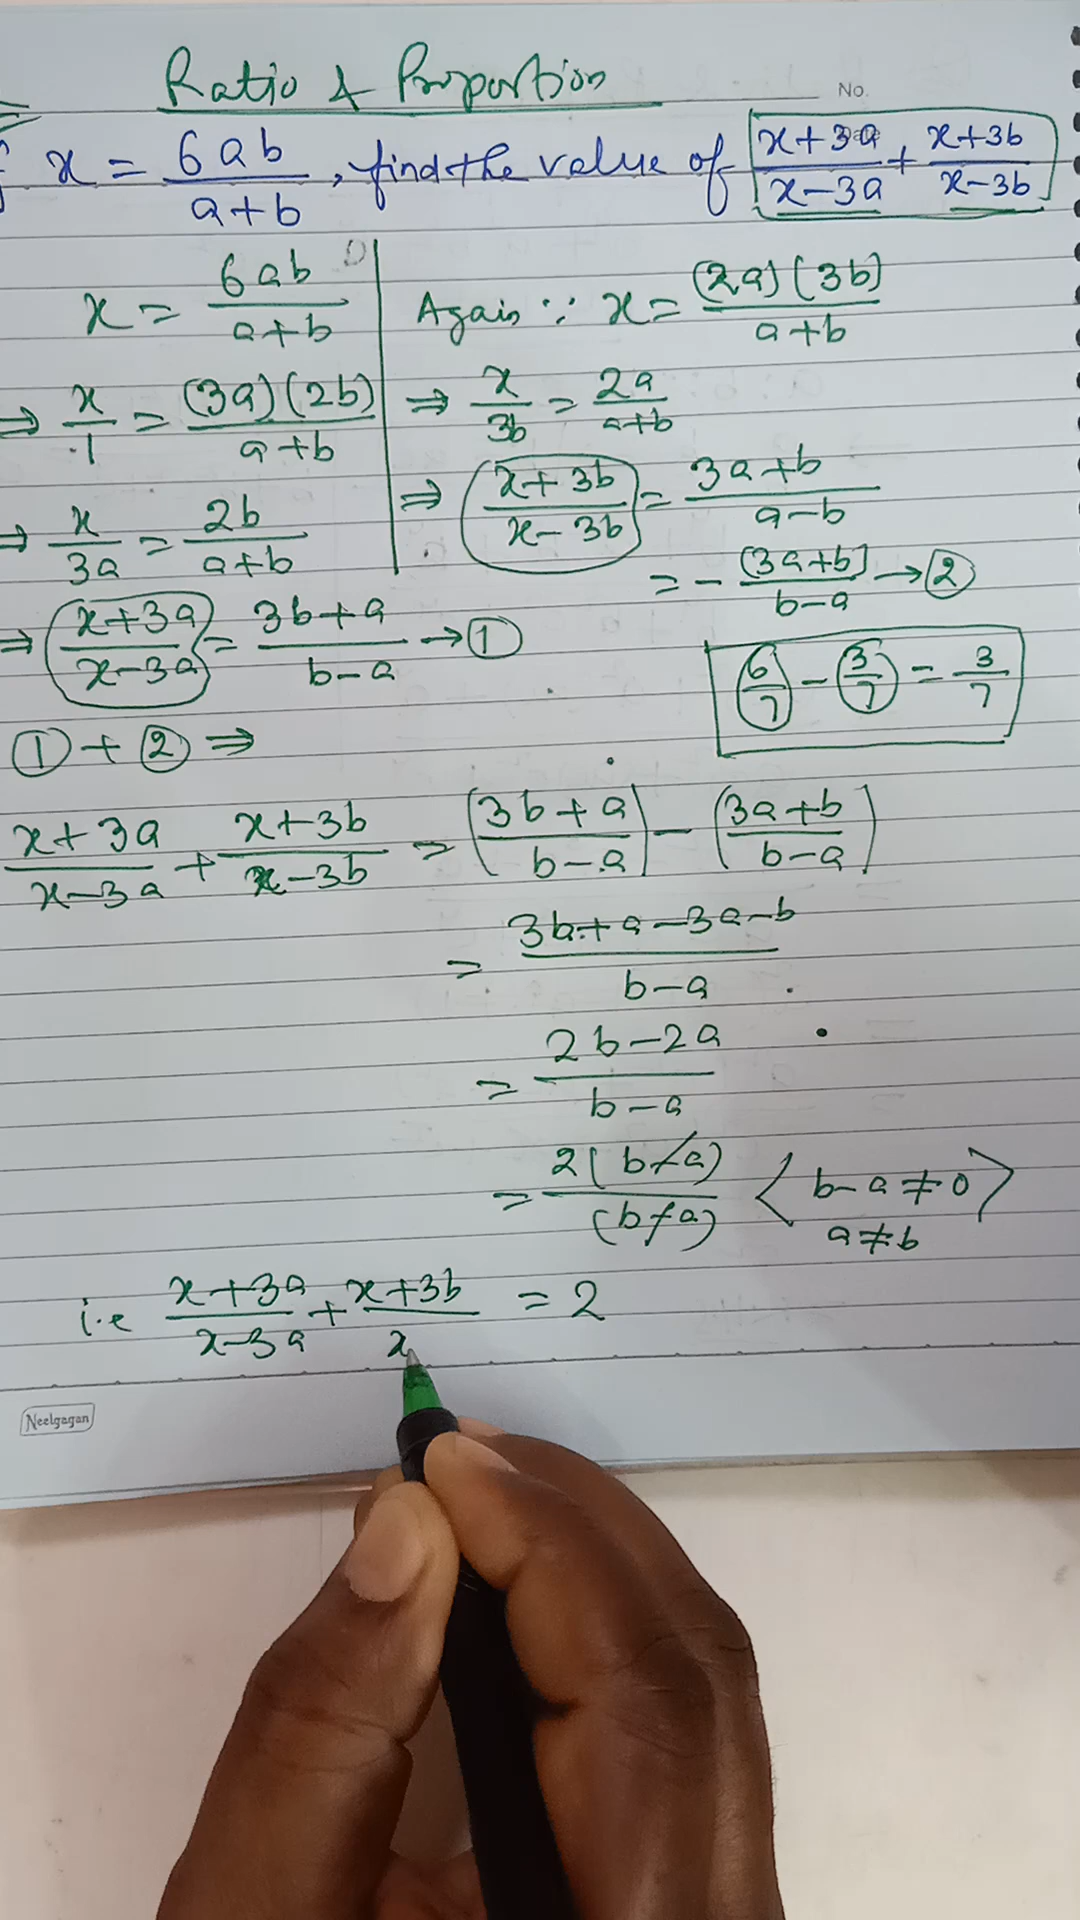 Ratio & Proportion
No.
x = 6ab/(a+b), find the value of (x+3a)/(x-3a) + (x+3b)/(x-3b)
x = 6ab/(a+b)
⇒ x/1 = (3a)(2b)/(a+b)
⇒ x/3a = 2b/(a+b)
⇒ (x+3a)/(x-3a) = (3b+a)/(b-a) → ①
Again ∵ x = (2a)(3b)/(a+b)
⇒ x/3b = 2a/(a+b)
⇒ (x+3b)/(x-3b) = (3a+b)/(a-b)
= - (3a+b)/(b-a) → ②
6/7 - 3/7 = 3/7
① + ② ⇒
(x+3a)/(x-3a) + (x+3b)/(x-3b) = ((3b+a)/(b-a)) - ((3a+b)/(b-a))
= (3b+a-3a-b)/(b-a)
= (2b-2a)/(b-a)
= 2(b-a)/(b-a) < b-a≠0 >
a≠b
i.e (x+3a)/(x-3a) + (x+3b)/x = 2
Neelgagan